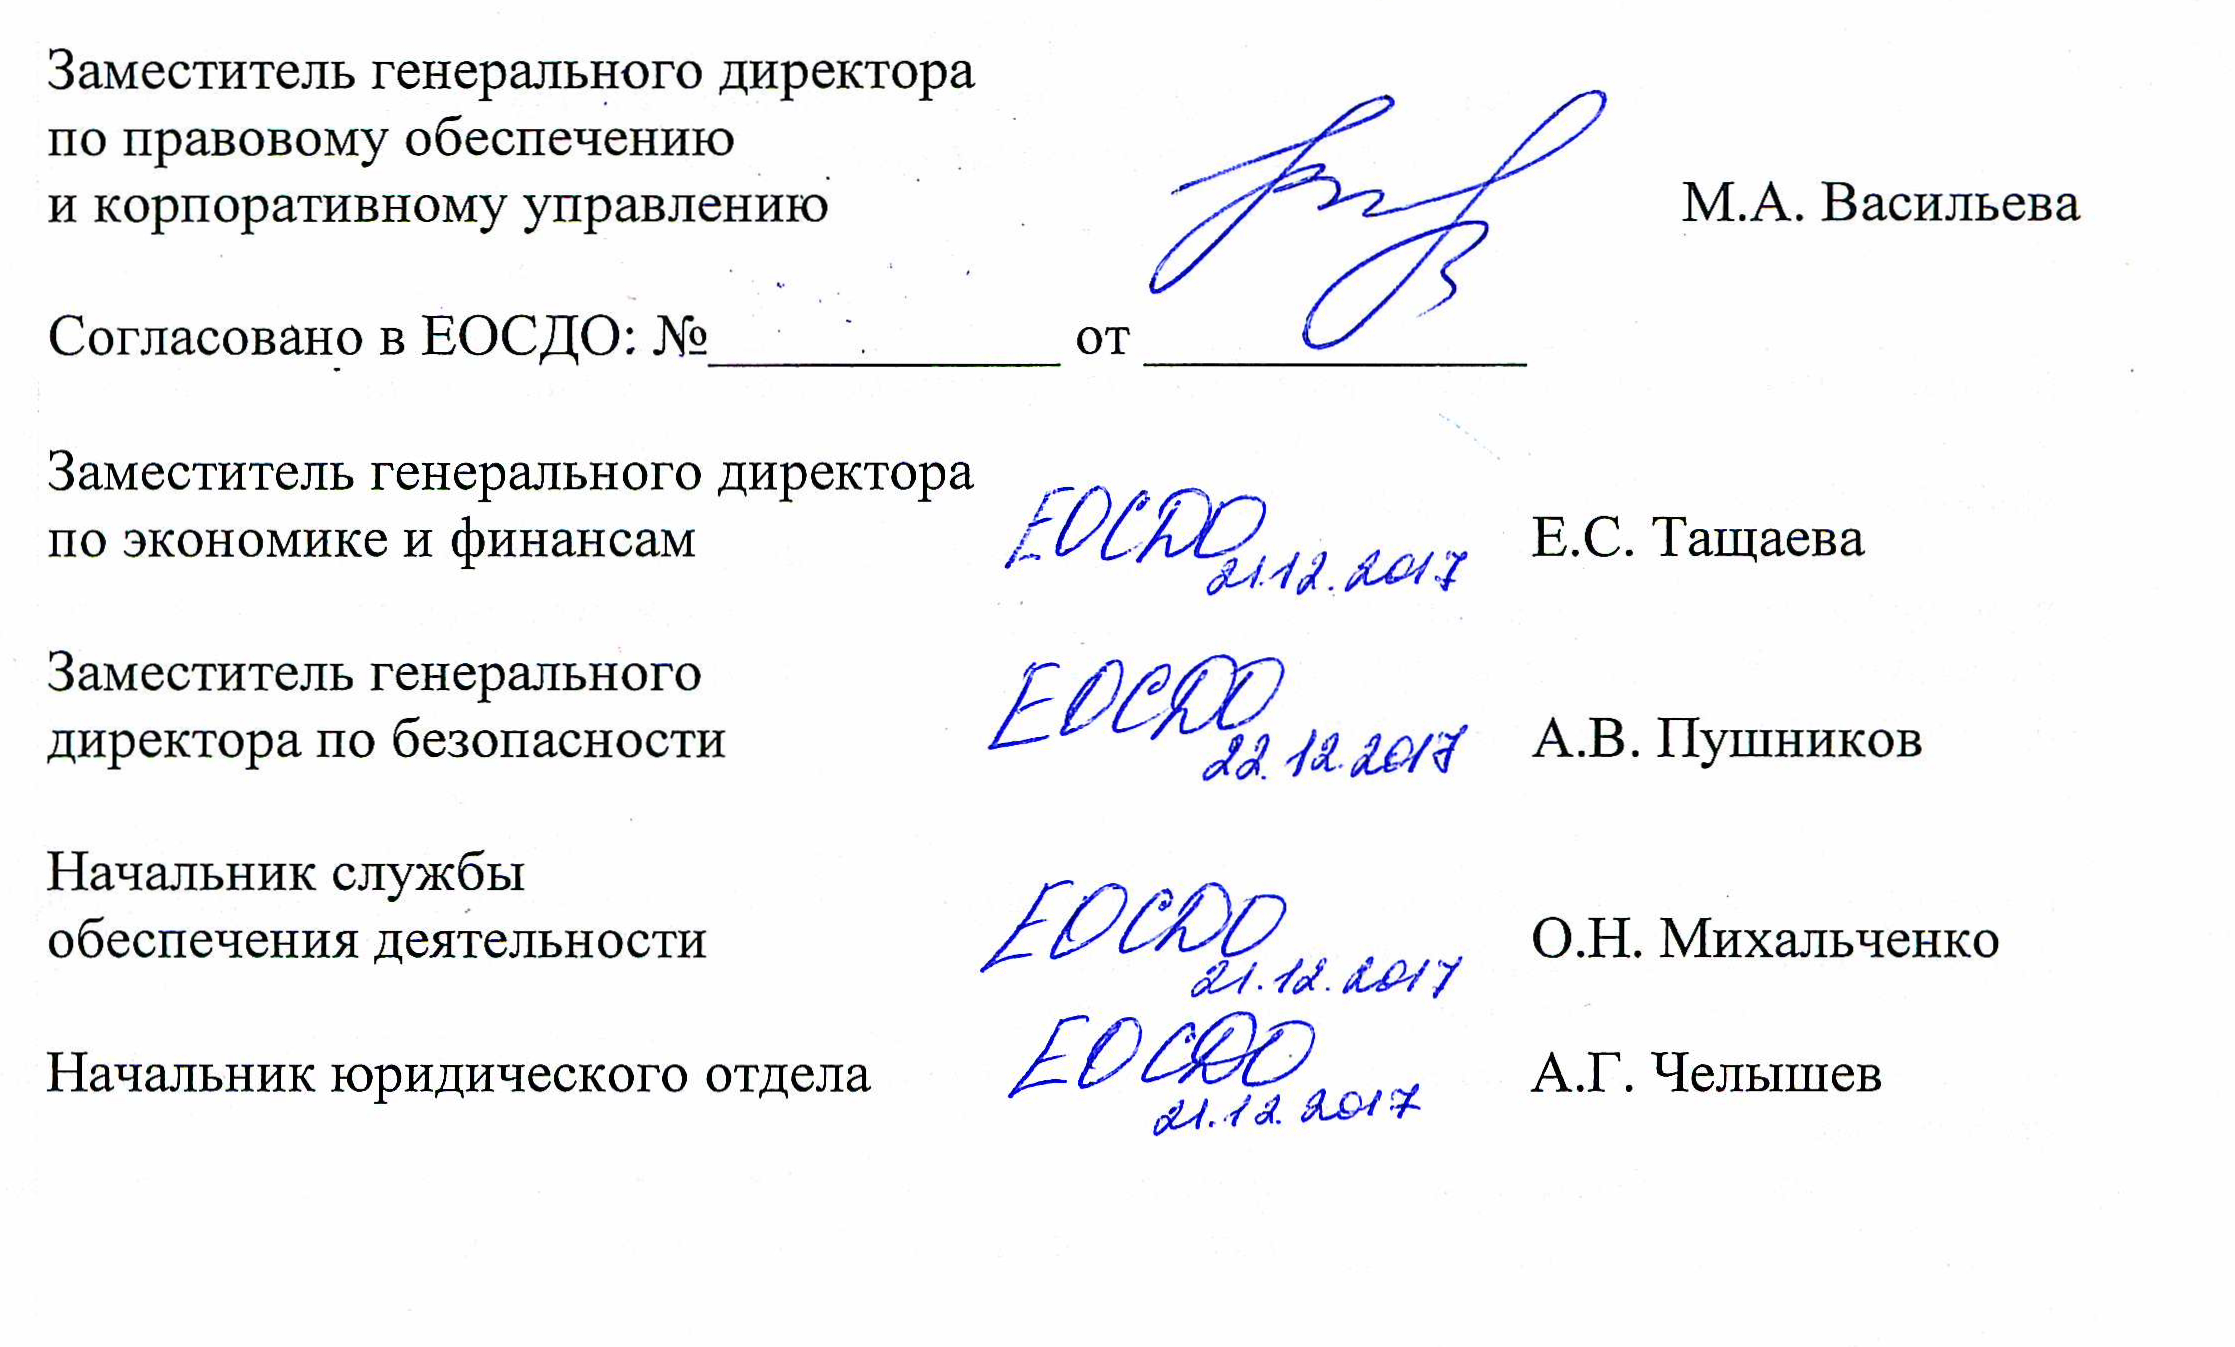 Заместитель генерального директора
по правовому обеспечению
и корпоративному управлению М.А. Васильева
Согласовано в ЕОСДО: №____________ от _____________
Заместитель генерального директора
по экономике и финансам ЕОСДО Е.С. Тащаева
21.12.2017
Заместитель генерального
ЕОСДО
директора по безопасности 22.12.2017 А.В. Пушников
Начальник службы
обеспечения деятельности ЕОСДО О.Н. Михальченко
21.12.2017
Начальник юридического отдела ЕОСДО А.Г. Челышев
21.12.2017